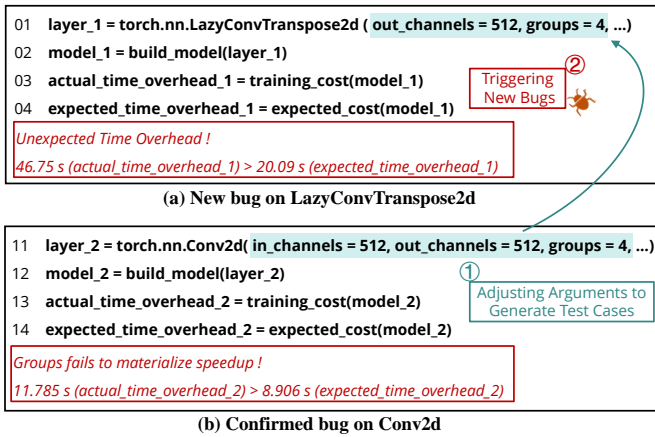 01 layer_1 = torch.nn.LazyConvTranspose2d ( out_channels = 512, groups = 4, ...)
02 model_1 = build_model(layer_1)
03 actual_time_overhead_1 = training_cost(model_1)
04 expected_time_overhead_1 = expected_cost(model_1)
②
Triggering
New Bugs
Unexpected Time Overhead !
46.75 s (actual_time_overhead_1) > 20.09 s (expected_time_overhead_1)
(a) New bug on LazyConvTranspose2d
11 layer_2 = torch.nn.Conv2d( in_channels = 512, out_channels = 512, groups = 4, ...)
12 model_2 = build_model(layer_2)
13 actual_time_overhead_2 = training_cost(model_2)
14 expected_time_overhead_2 = expected_cost(model_2)
①
Adjusting Arguments to
Generate Test Cases
Groups fails to materialize speedup !
11.785 s (actual_time_overhead_2) > 8.906 s (expected_time_overhead_2)
(b) Confirmed bug on Conv2d